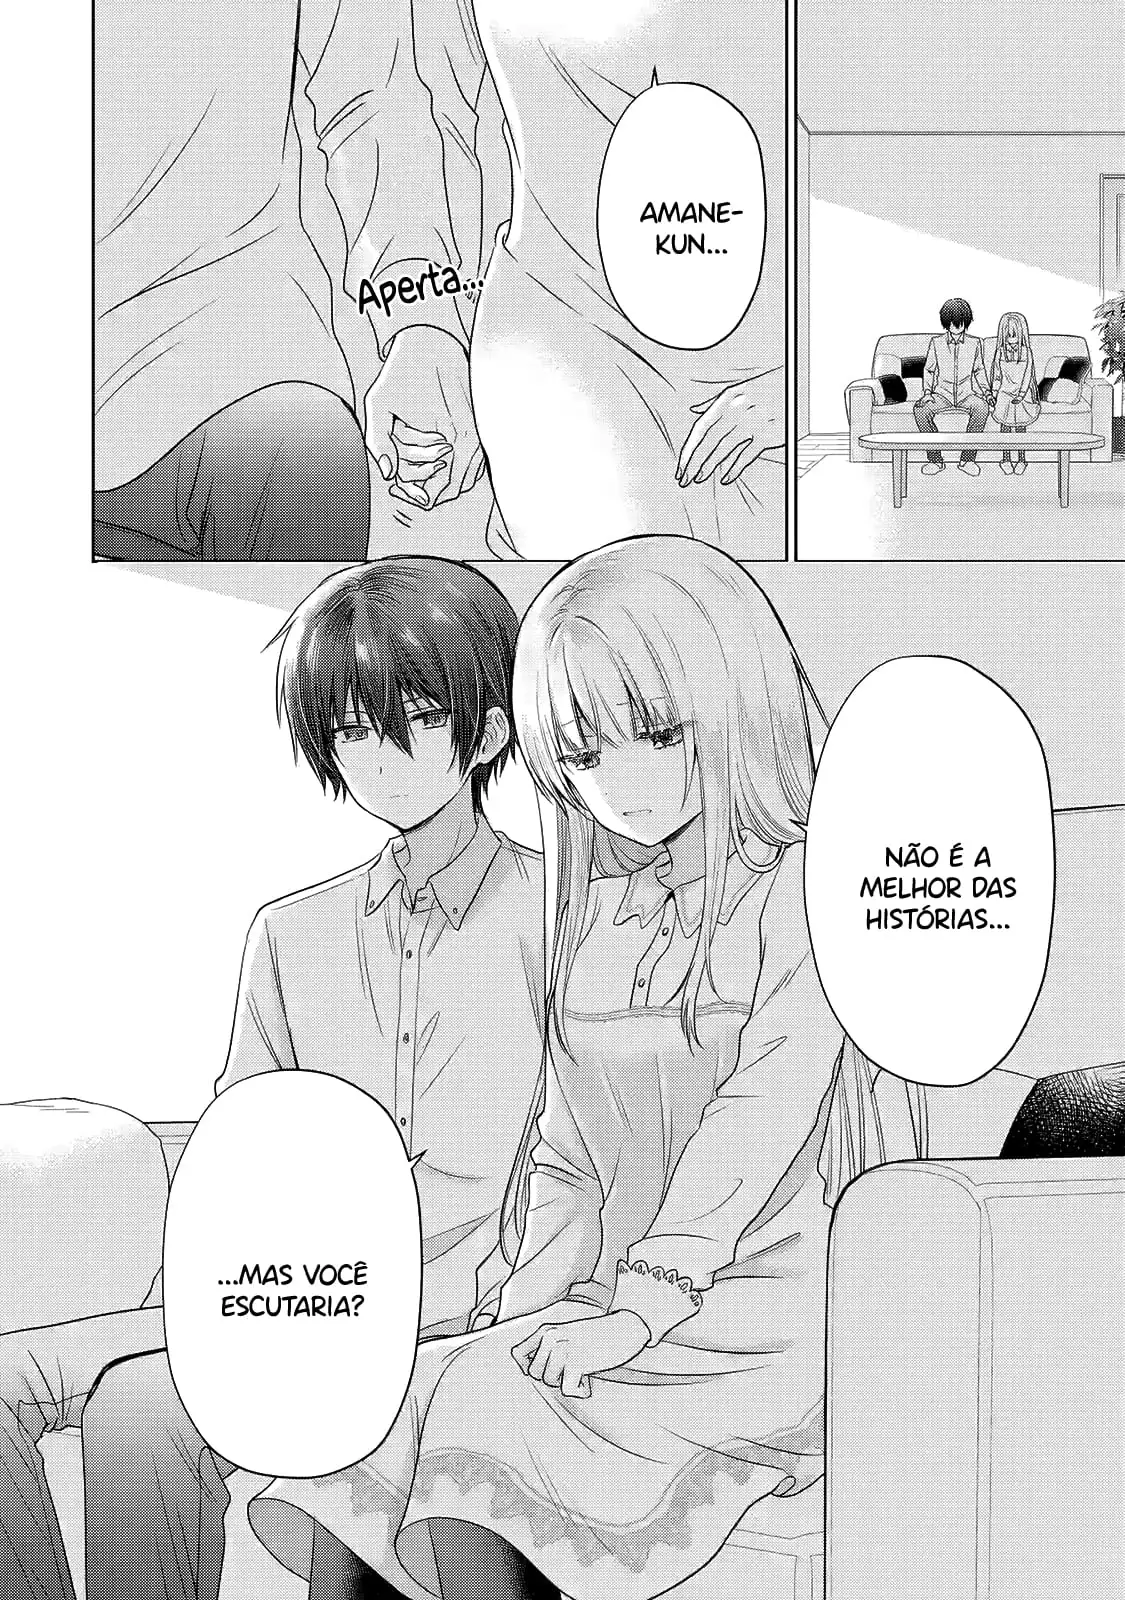 AMANE-
KUN...
Aperta...
NÃO É A
MELHOR DAS
HISTÓRIAS...
...MAS VOCÊ
ESCUTARIA?